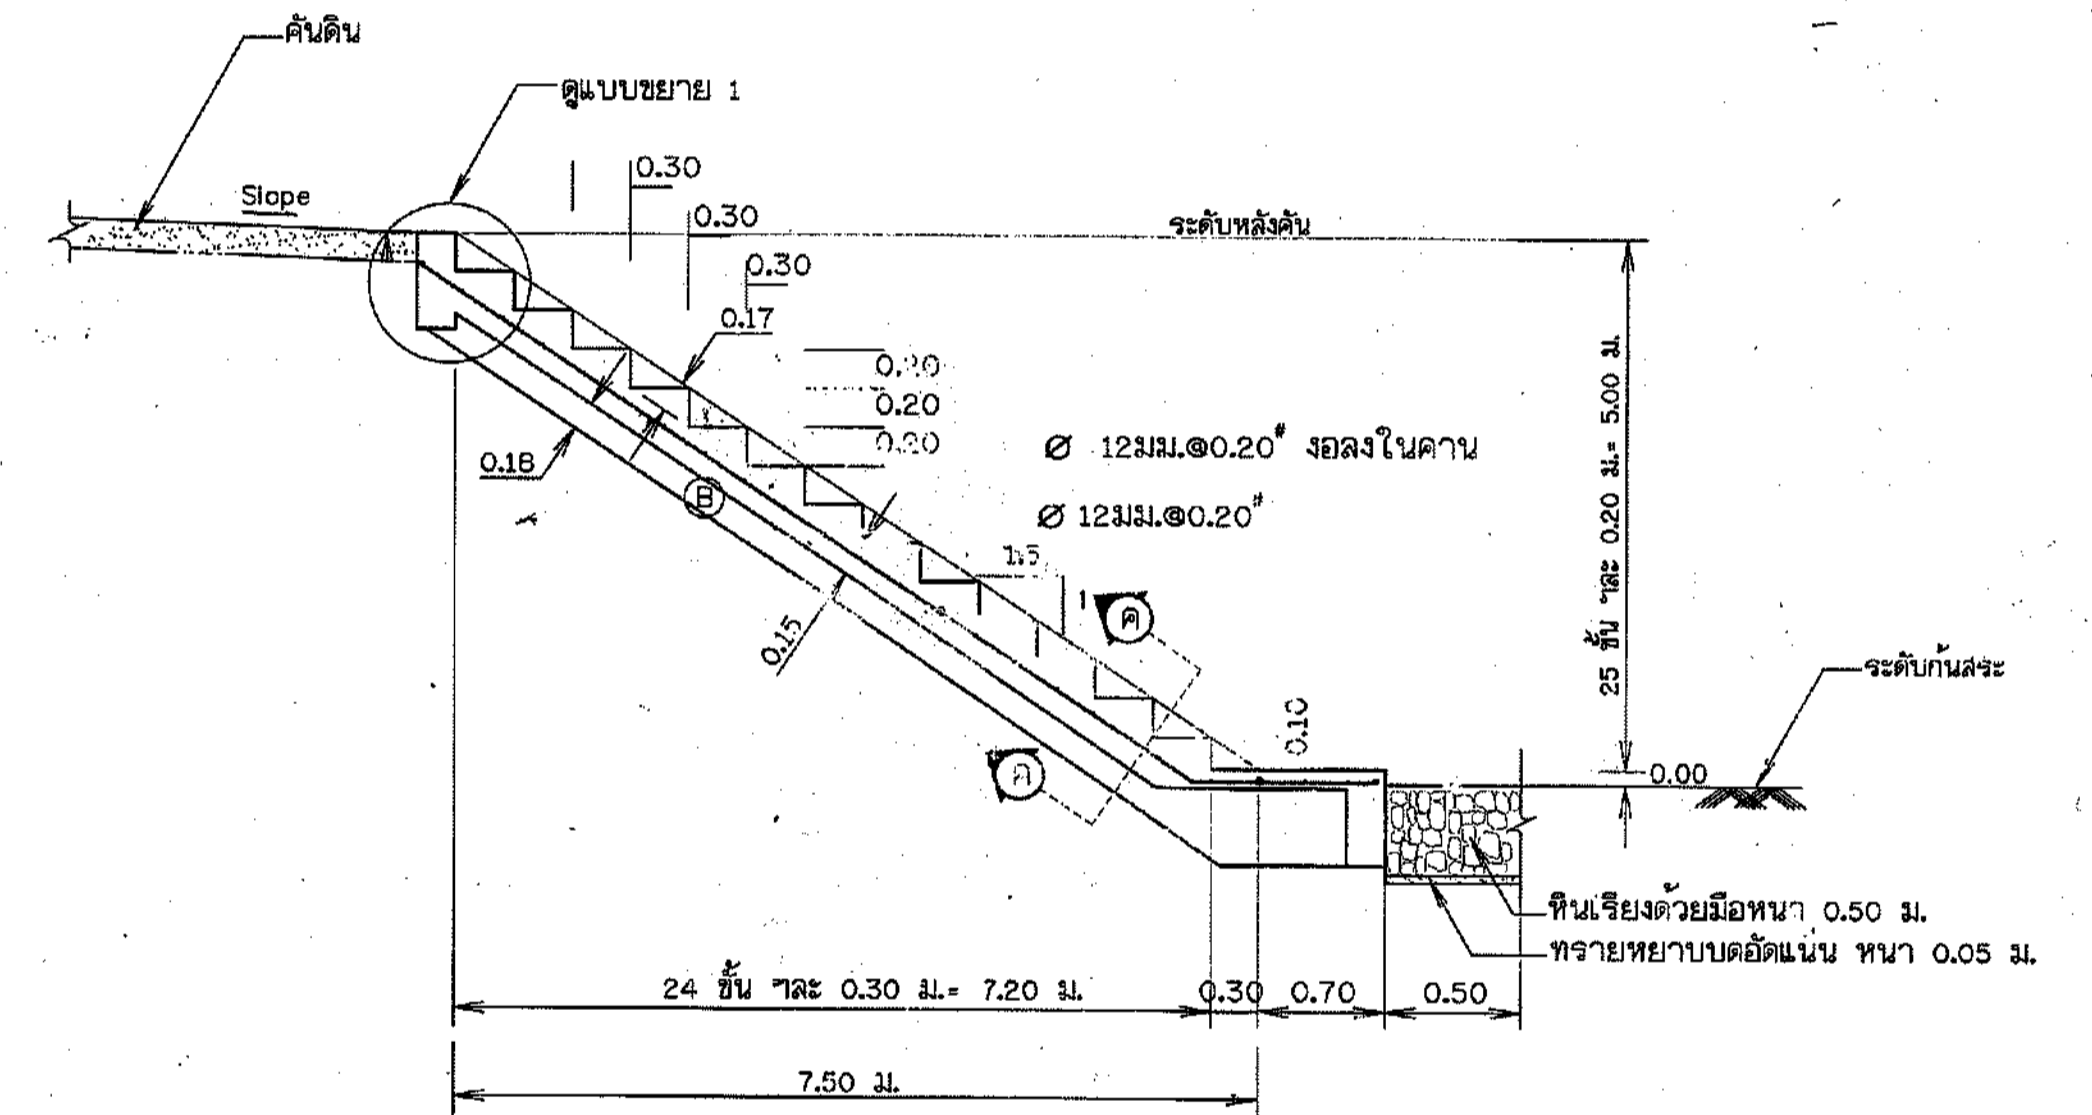 คันดิน
ดูแบบขยาย 1
Slope
0.30
0.30
ระดับหลังคัน
0.30
0.17
0.20
0.20
0.20
Ø 12มม.@0.20# งอลงในคาน
0.18
B
Ø 12มม.@0.20#
1.5
1
ค
0.15
25 ขั้น ๆละ 0.20 ม.= 5.00 ม.
ระดับก้นสระ
0.10
ค
0.00
หินเรียงด้วยมือหนา 0.50 ม.
ทรายหยาบบดอัดแน่น หนา 0.05 ม.
24 ขั้น ๆละ 0.30 ม.= 7.20 ม.
0.30
0.70
0.50
7.50 ม.